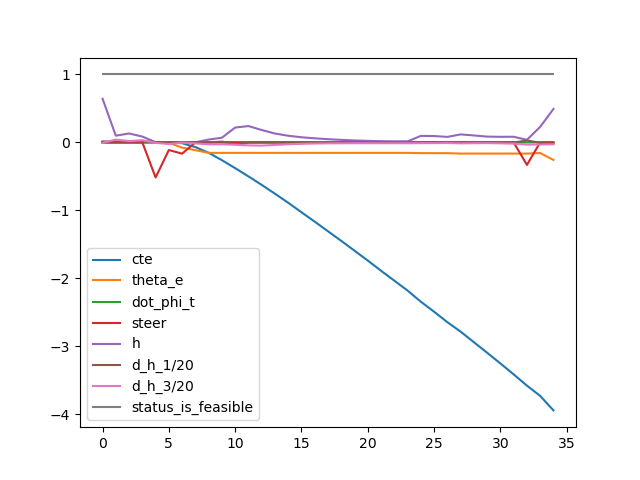 1
0
−1
−2
−3
−4
cte
theta_e
dot_phi_t
steer
h
d_h_1/20
d_h_3/20
status_is_feasible
0 5 10 15 20 25 30 35